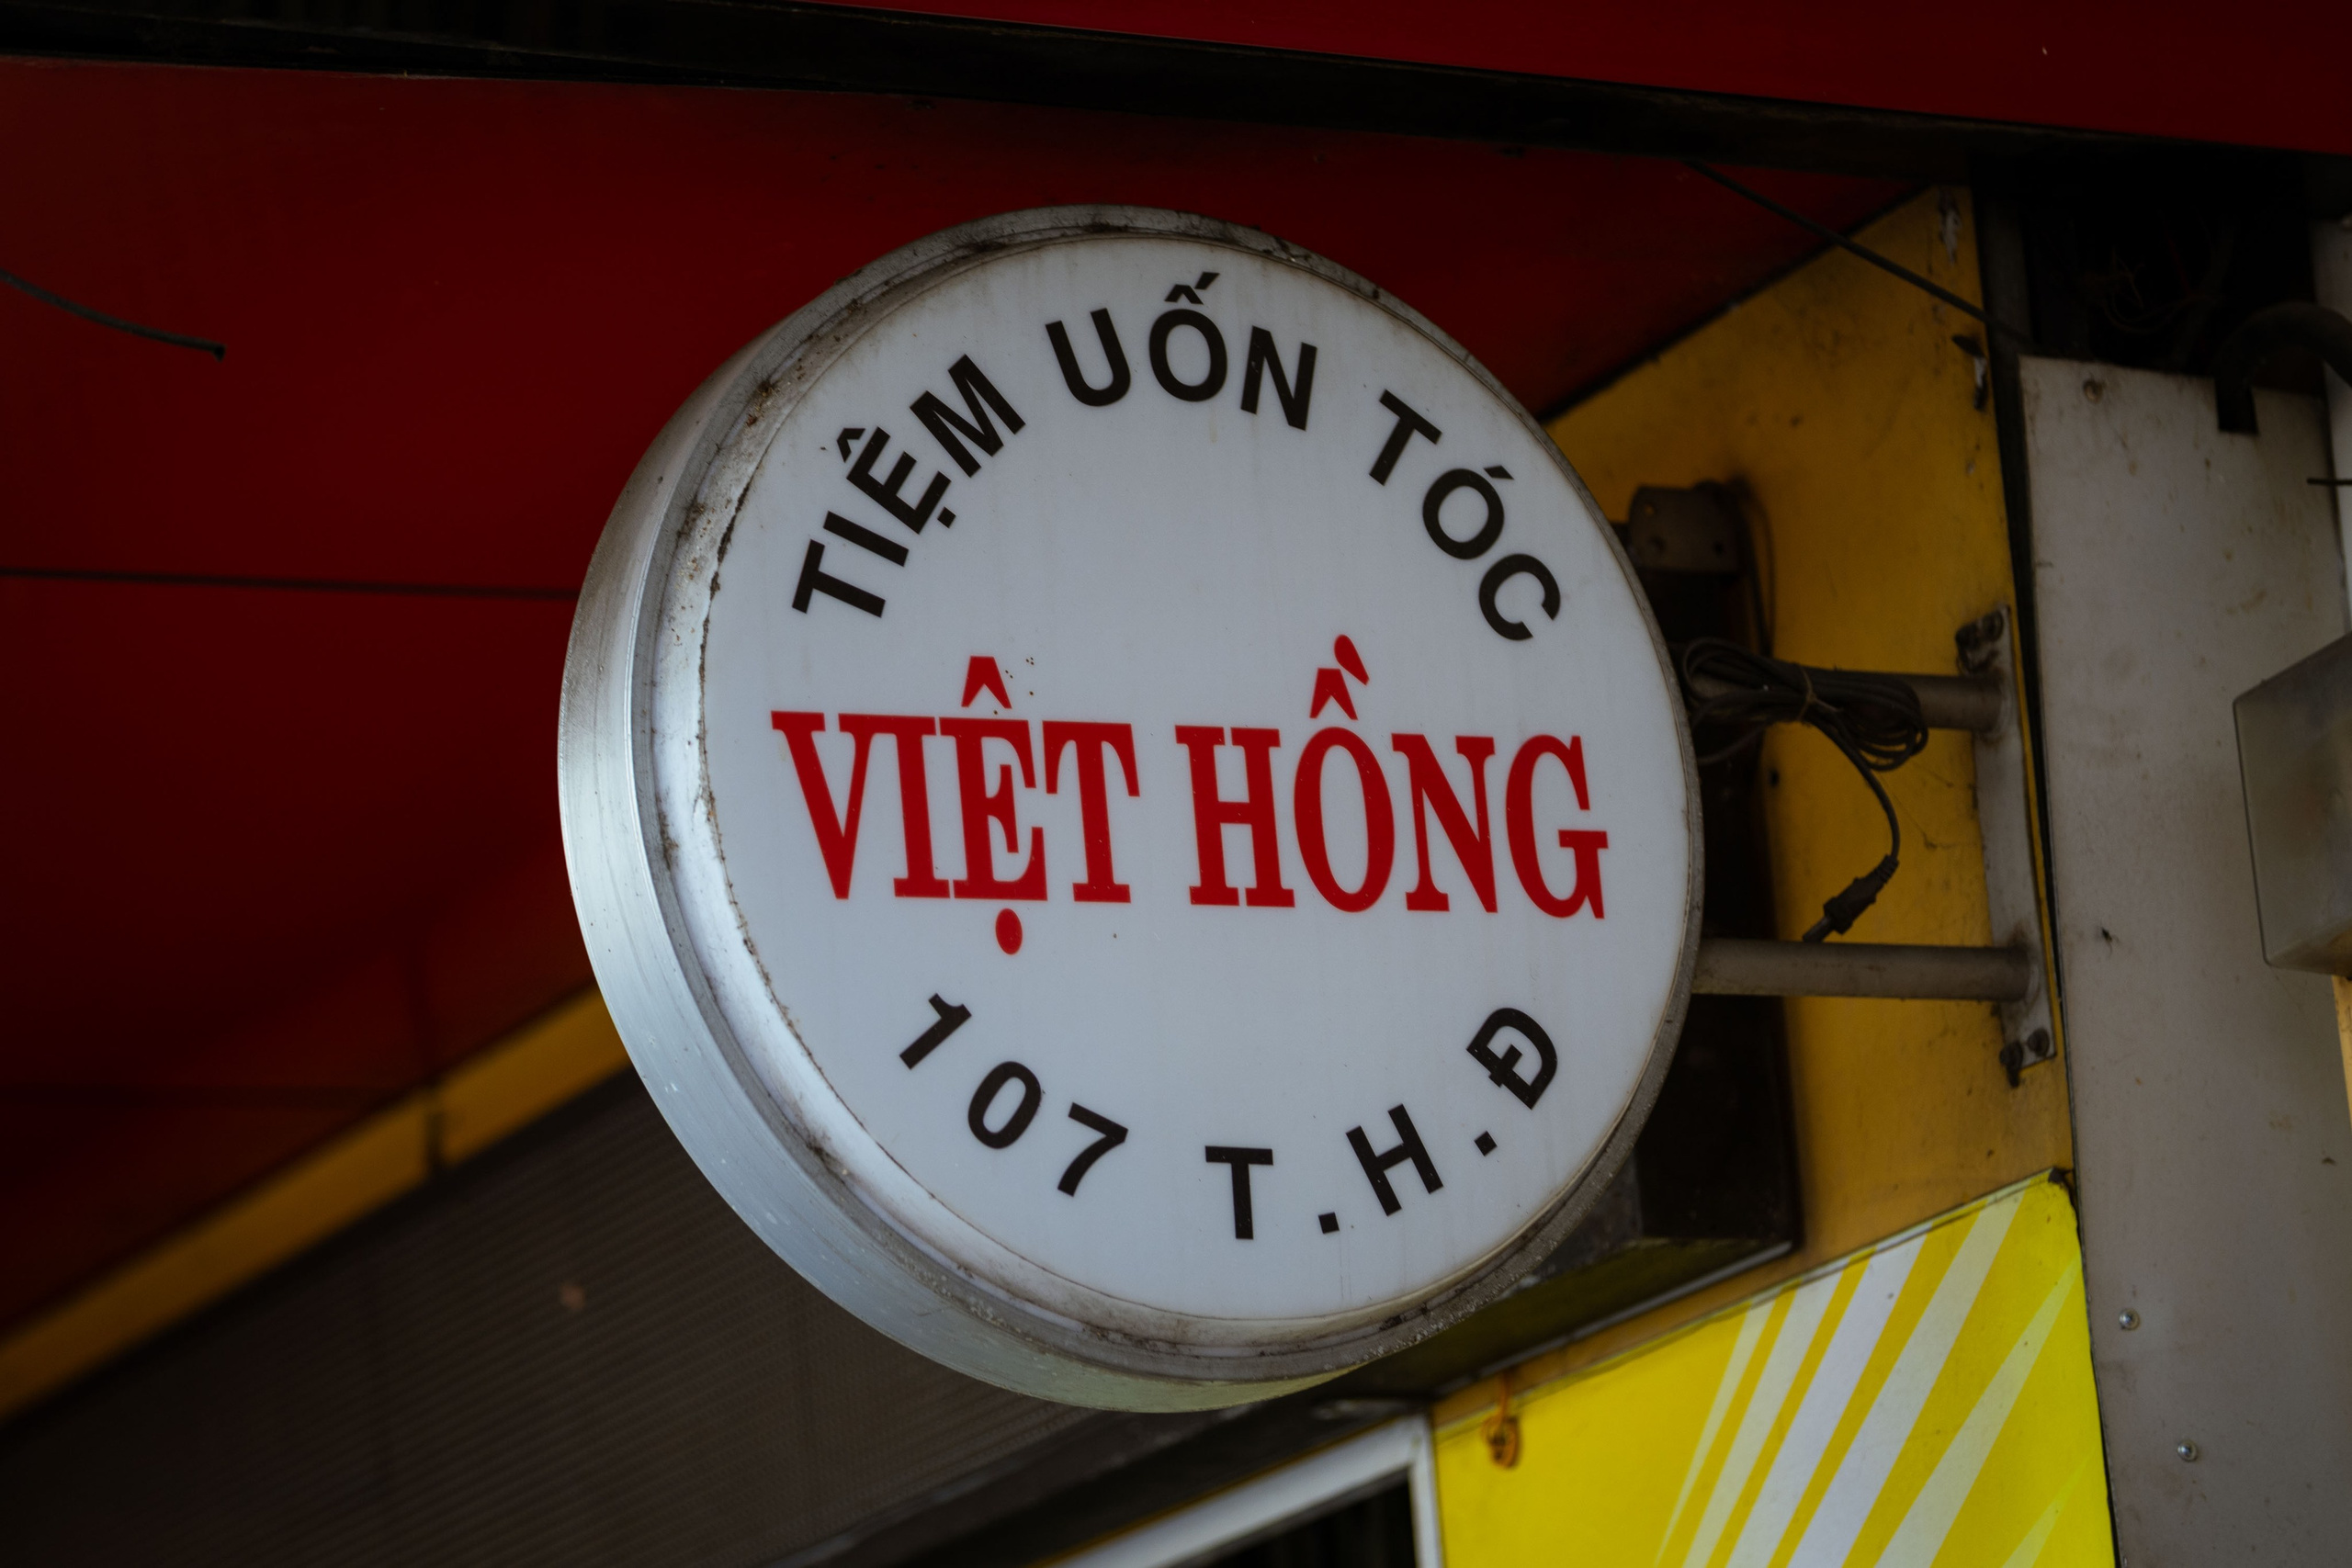 TIỆM UỐN TÓC
VIỆT HỒNG
107 T.H.Đ